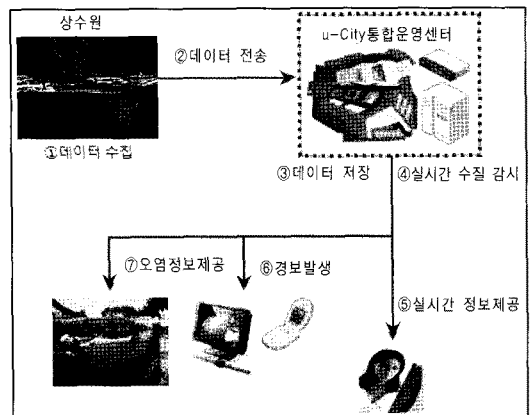 상수원
u-City통합운영센터
②데이터 전송
①데이터 수집
③데이터 저장
④실시간 수질 감시
⑦오염정보제공
⑥경보발생
⑤실시간 정보제공